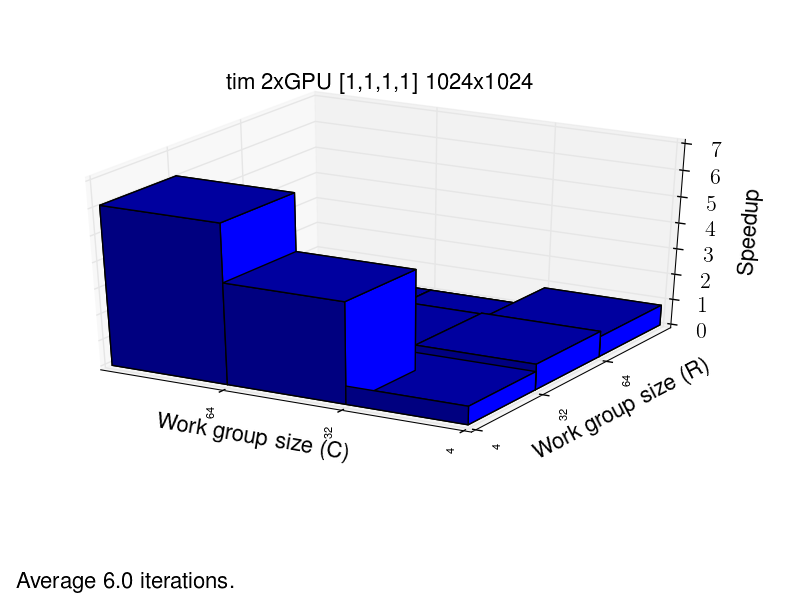 tim 2xGPU [1,1,1,1] 1024x1024
7
6
5
4
3
2
1
0
Speedup
64
32
4
Work group size (C)
4
32
64
Work group size (R)
Average 6.0 iterations.